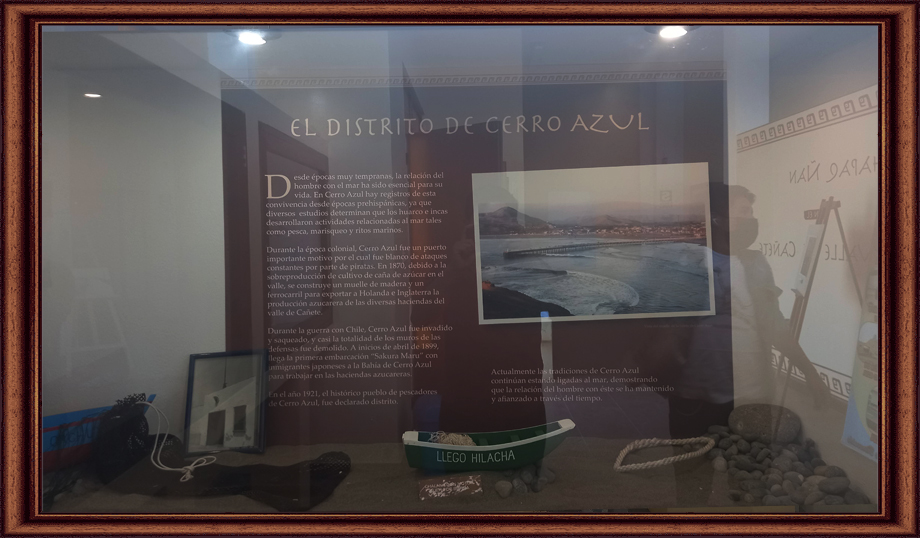 EL DISTRITO DE CERRO AZUL
Desde épocas muy tempranas, la relación del
hombre con el mar ha sido esencial para su
vida. En Cerro Azul hay registros de esta
convivencia desde épocas prehispánicas, ya que
diversos estudios determinan que los huarco e incas
desarrollaron actividades relacionadas al mar tales
como pesca, marisqueo y ritos marinos.
Durante la época colonial, Cerro Azul fue un puerto
importante motivo por el cual fue blanco de ataques
constantes por parte de piratas. En 1870, debido a la
sobreproducción de cultivo de caña de azúcar en el
valle, se construye un muelle de madera y un
ferrocarril para exportar a Holanda e Inglaterra la
producción azucarera de las diversas haciendas del
valle de Cañete.
Durante la guerra con Chile, Cerro Azul fue invadido
y saqueado, y casi la totalidad de los muros de las
defensas fue demolido. A inicios de abril de 1899,
llega la primera embarcación "Sakura Maru" con
inmigrantes japoneses a la Bahía de Cerro Azul
para trabajar en las haciendas azucareras.
En el año 1921, el histórico pueblo de pescadores
de Cerro Azul, fue declarado distrito.
Actualmente las tradiciones de Cerro Azul
continúan estando ligadas al mar, demostrando
que la relación del hombre con éste se ha mantenido
y afianzado a través del tiempo.
LLEGO HILACHA
HAPAQ ÑAN
LLE
CAÑETE